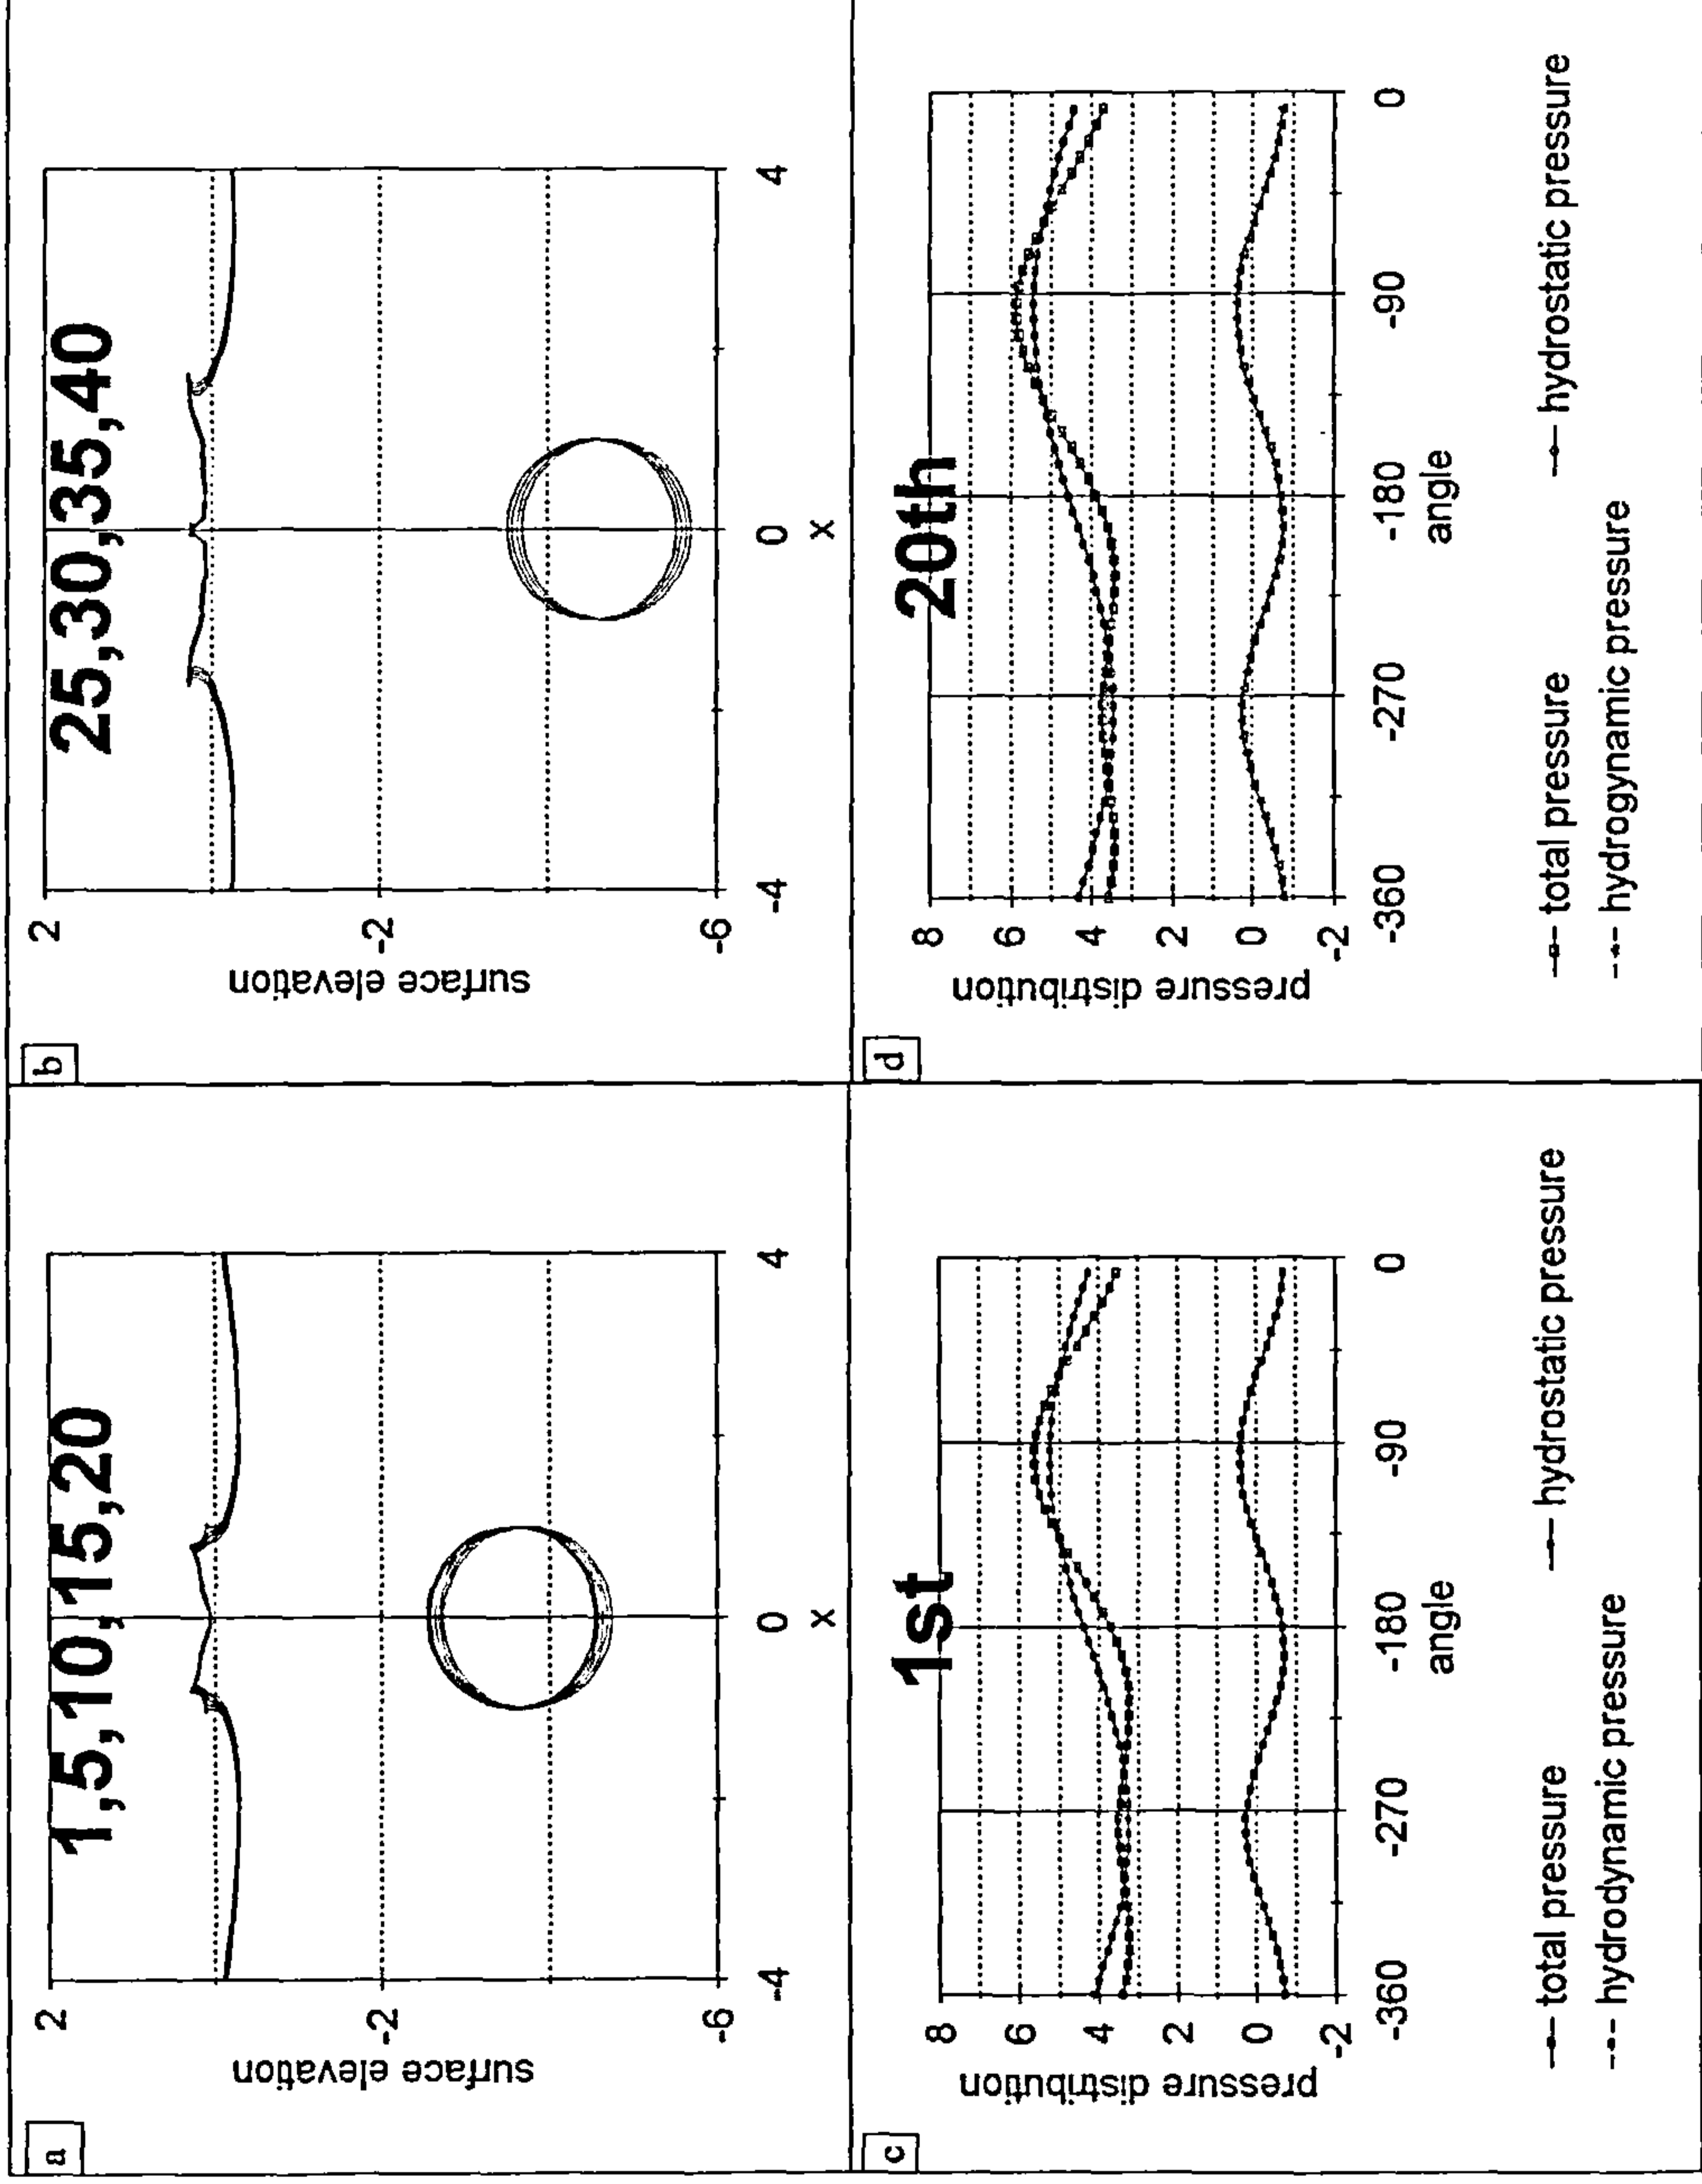 a
1,5,10,15,20
2
-2
-6
surface elevation
-4
0
4
x
b
25,30,35,40
2
-2
-6
surface elevation
-4
0
4
x
c
1st
8
6
4
2
0
-2
pressure distribution
-360
-270
-180
-90
0
angle
total pressure
hydrostatic pressure
hydrodynamic pressure
d
20th
8
6
4
2
0
-2
pressure distribution
-360
-270
-180
-90
0
angle
total pressure
hydrostatic pressure
hydrogynamic pressure